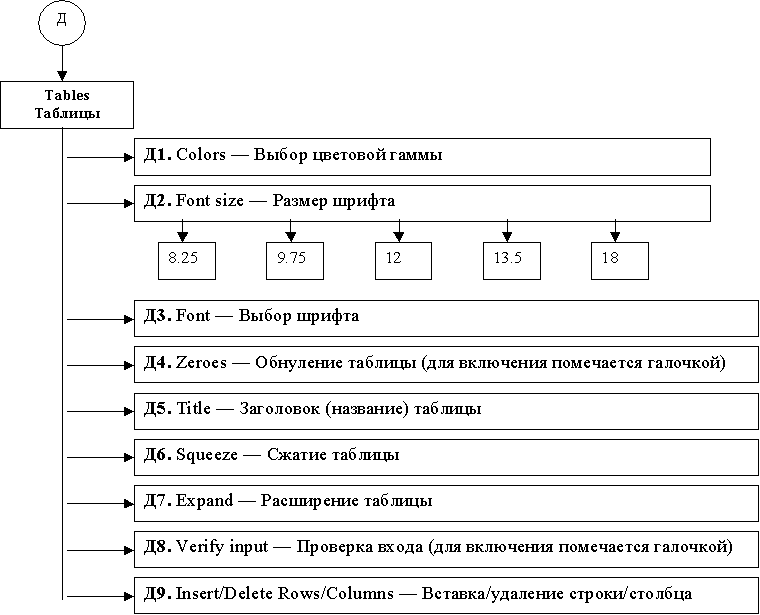 Д
Tables
Таблицы
Д1. Colors — Выбор цветовой гаммы
Д2. Font size — Размер шрифта
8.25 9.75 12 13.5 18
Д3. Font — Выбор шрифта
Д4. Zeroes — Обнуление таблицы (для включения помечается галочкой)
Д5. Title — Заголовок (название) таблицы
Д6. Squeeze — Сжатие таблицы
Д7. Expand — Расширение таблицы
Д8. Verify input — Проверка входа (для включения помечается галочкой)
Д9. Insert/Delete Rows/Columns — Вставка/удаление строки/столбца